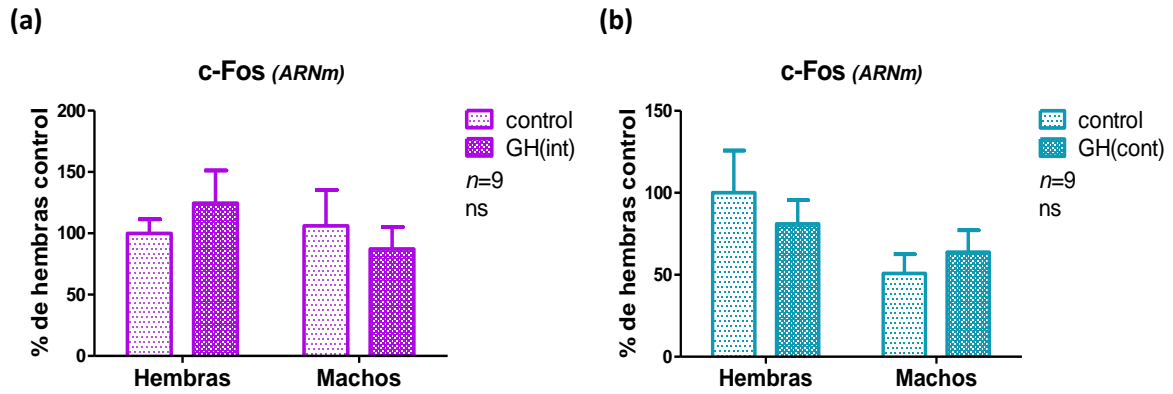 (a)
c-Fos (ARNm)
% de hembras control
200
150
100
50
0
Hembras
Machos
control
GH(int)
n=9
ns
(b)
c-Fos (ARNm)
% de hembras control
150
100
50
0
Hembras
Machos
control
GH(cont)
n=9
ns